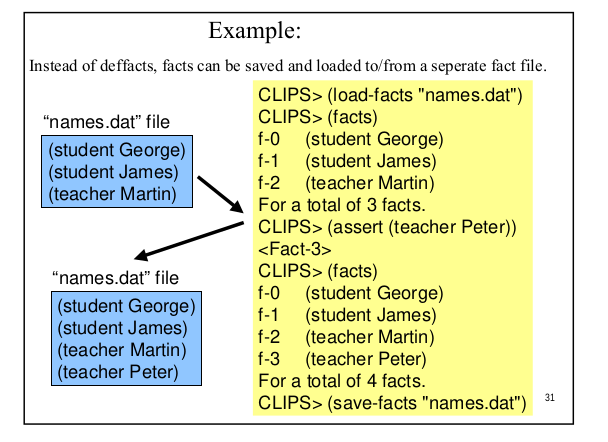 Example:
Instead of deffacts, facts can be saved and loaded to/from a seperate fact file.
“names.dat” file
(student George)
(student James)
(teacher Martin)
“names.dat” file
(student George)
(student James)
(teacher Martin)
(teacher Peter)
CLIPS> (load-facts "names.dat")
CLIPS> (facts)
f-0 (student George)
f-1 (student James)
f-2 (teacher Martin)
For a total of 3 facts.
CLIPS> (assert (teacher Peter))
<Fact-3>
CLIPS> (facts)
f-0 (student George)
f-1 (student James)
f-2 (teacher Martin)
f-3 (teacher Peter)
For a total of 4 facts.
CLIPS> (save-facts "names.dat")
31